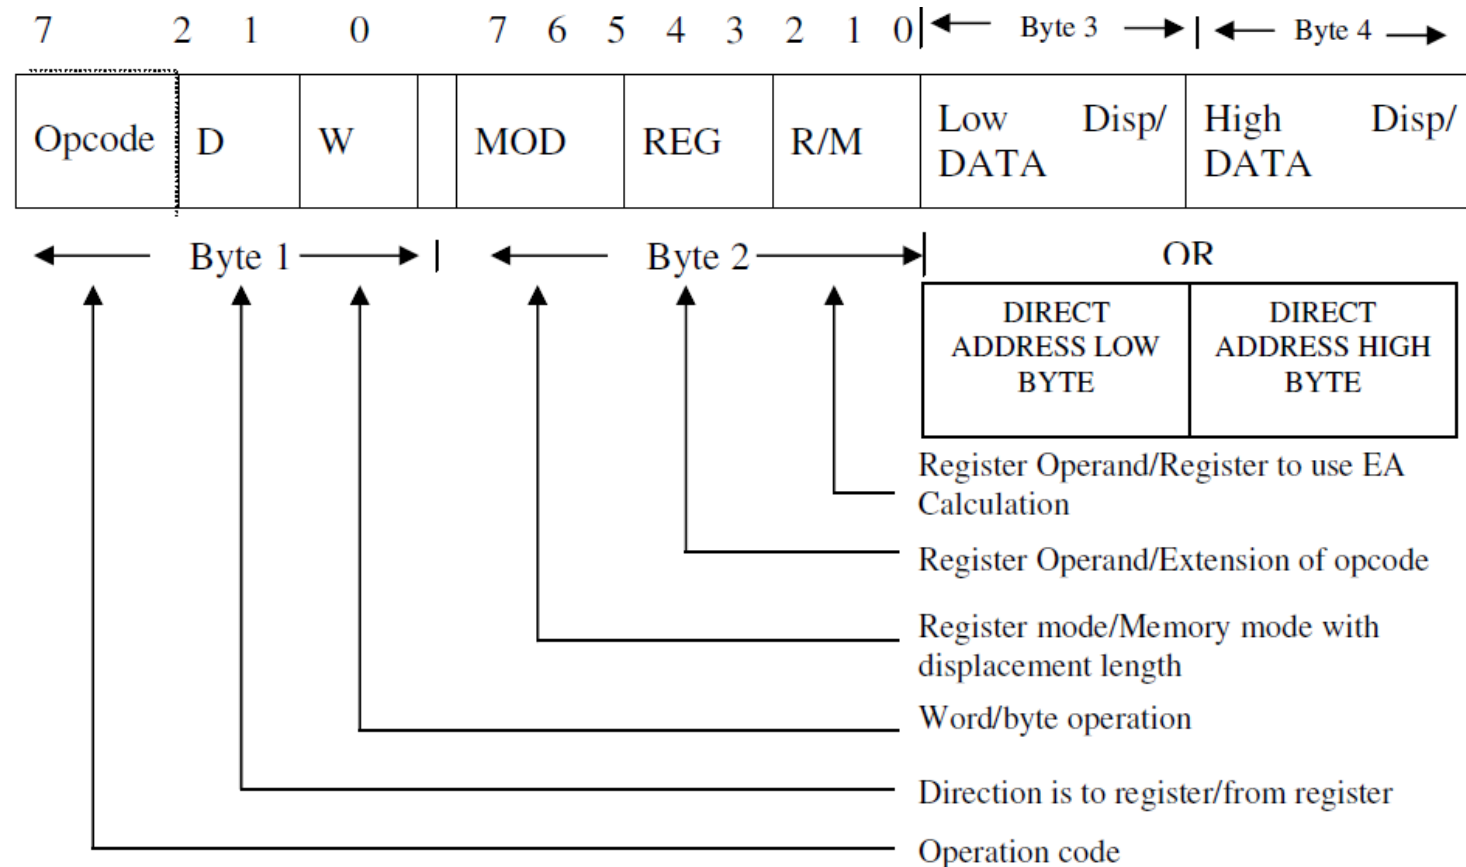 7 2 1 0 7 6 5 4 3 2 1 0 Byte 3 Byte 4
Opcode D W MOD REG R/M Low Disp/ High Disp/
DATA DATA
Byte 1 Byte 2 OR
DIRECT DIRECT
ADDRESS LOW ADDRESS HIGH
BYTE BYTE
Register Operand/Register to use EA
Calculation
Register Operand/Extension of opcode
Register mode/Memory mode with
displacement length
Word/byte operation
Direction is to register/from register
Operation code